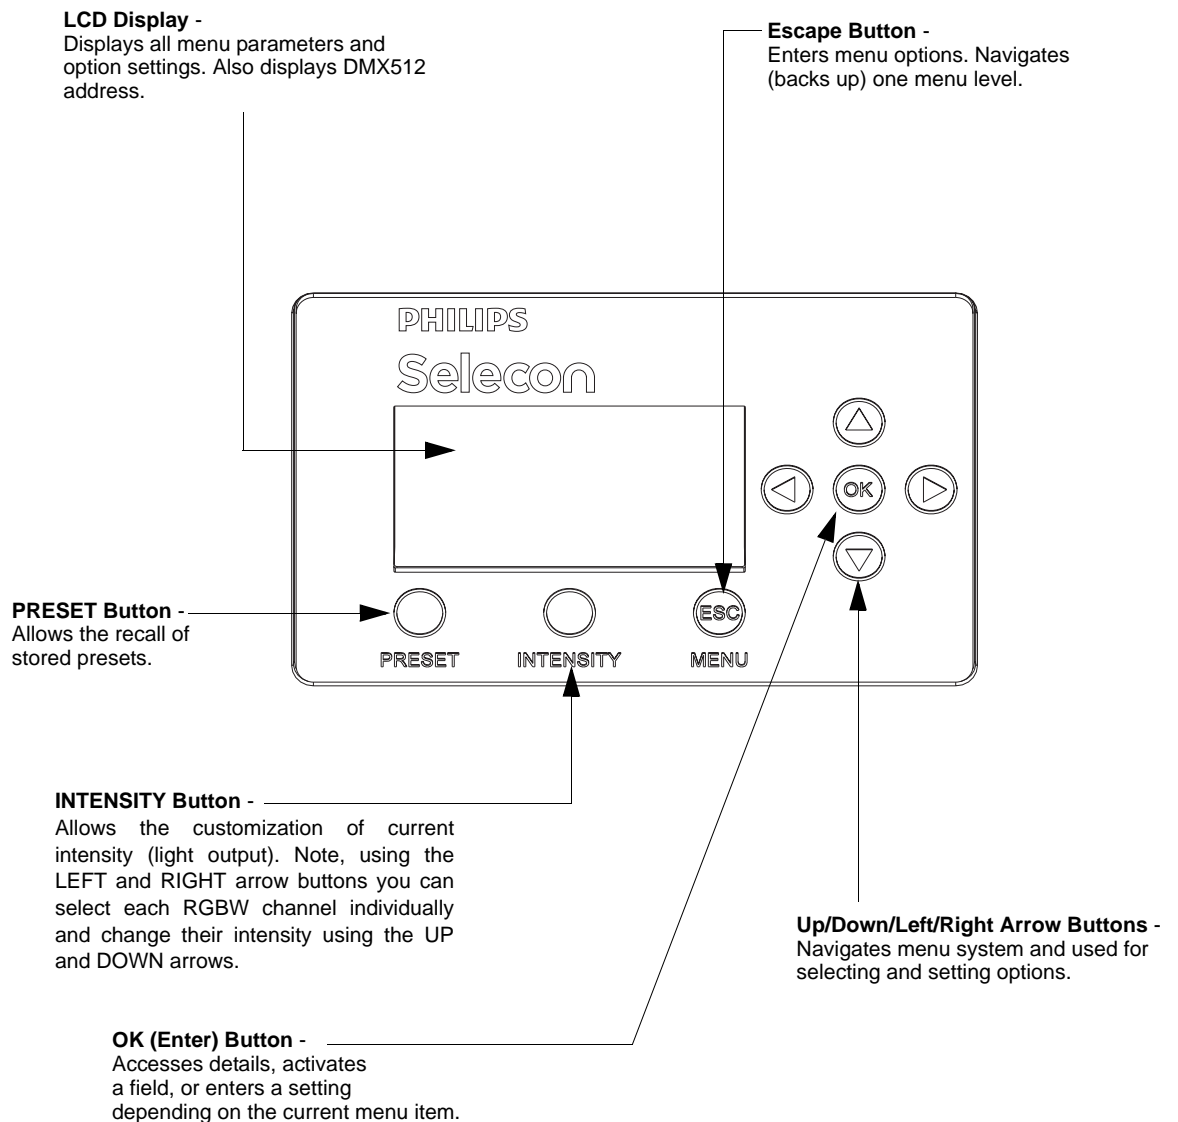 LCD Display -
Displays all menu parameters and
option settings. Also displays DMX512
address.
Escape Button -
Enters menu options. Navigates
(backs up) one menu level.
PHILIPS
Selecon
OK
ESC
PRESET
INTENSITY
MENU
PRESET Button -
Allows the recall of
stored presets.
INTENSITY Button -
Allows the customization of current
intensity (light output). Note, using the
LEFT and RIGHT arrow buttons you can
select each RGBW channel individually
and change their intensity using the UP
and DOWN arrows.
Up/Down/Left/Right Arrow Buttons -
Navigates menu system and used for
selecting and setting options.
OK (Enter) Button -
Accesses details, activates
a field, or enters a setting
depending on the current menu item.